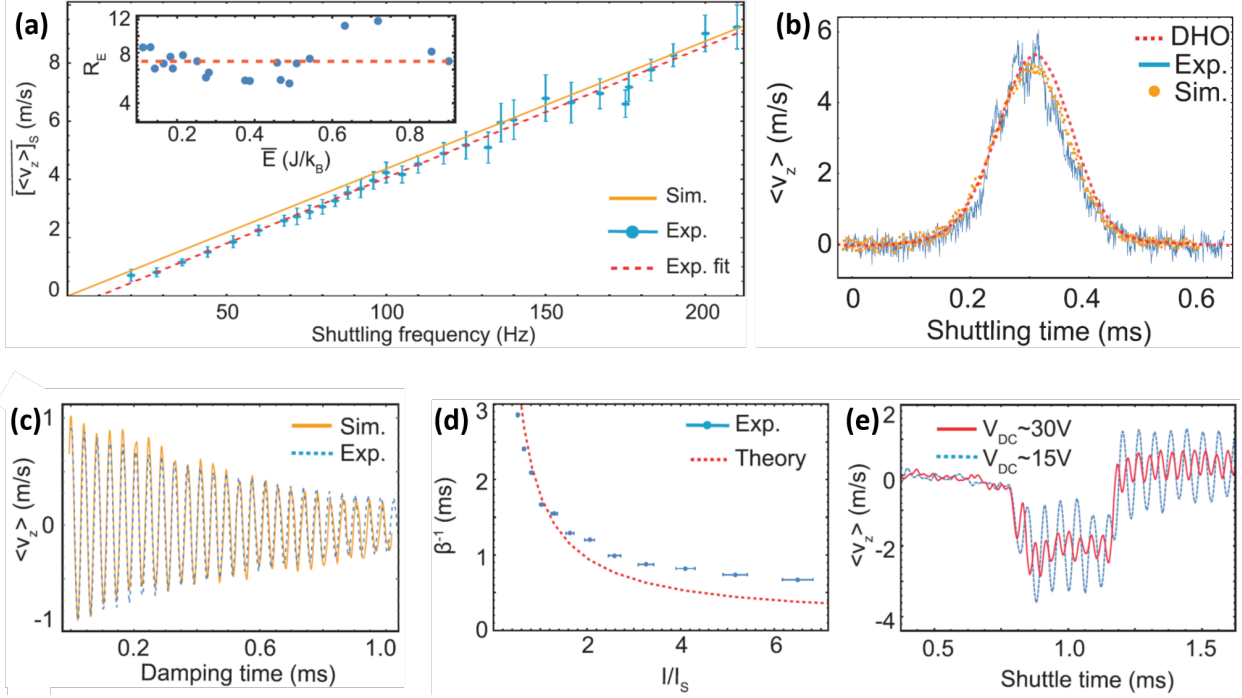 (a)
12
8
4
R_E
0.2
0.4
0.6
0.8
E̅ (J/k_B)
8
6
4
2
0
[<v_z>]_S (m/s)
Sim.
Exp.
Exp. fit
50
100
150
200
Shuttling frequency (Hz)
(b)
DHO
Exp.
Sim.
6
4
2
0
<v_z> (m/s)
0
0.2
0.4
0.6
Shuttling time (ms)
(c)
Sim.
Exp.
1
0
-1
<v_z> (m/s)
0.2
0.6
1.0
Damping time (ms)
(d)
Exp.
Theory
3
2
1
0
β⁻¹ (ms)
2
4
6
I/I_S
(e)
V_DC~30V
V_DC~15V
2
0
-2
-4
<v_z> (m/s)
0.5
1.0
1.5
Shuttle time (ms)